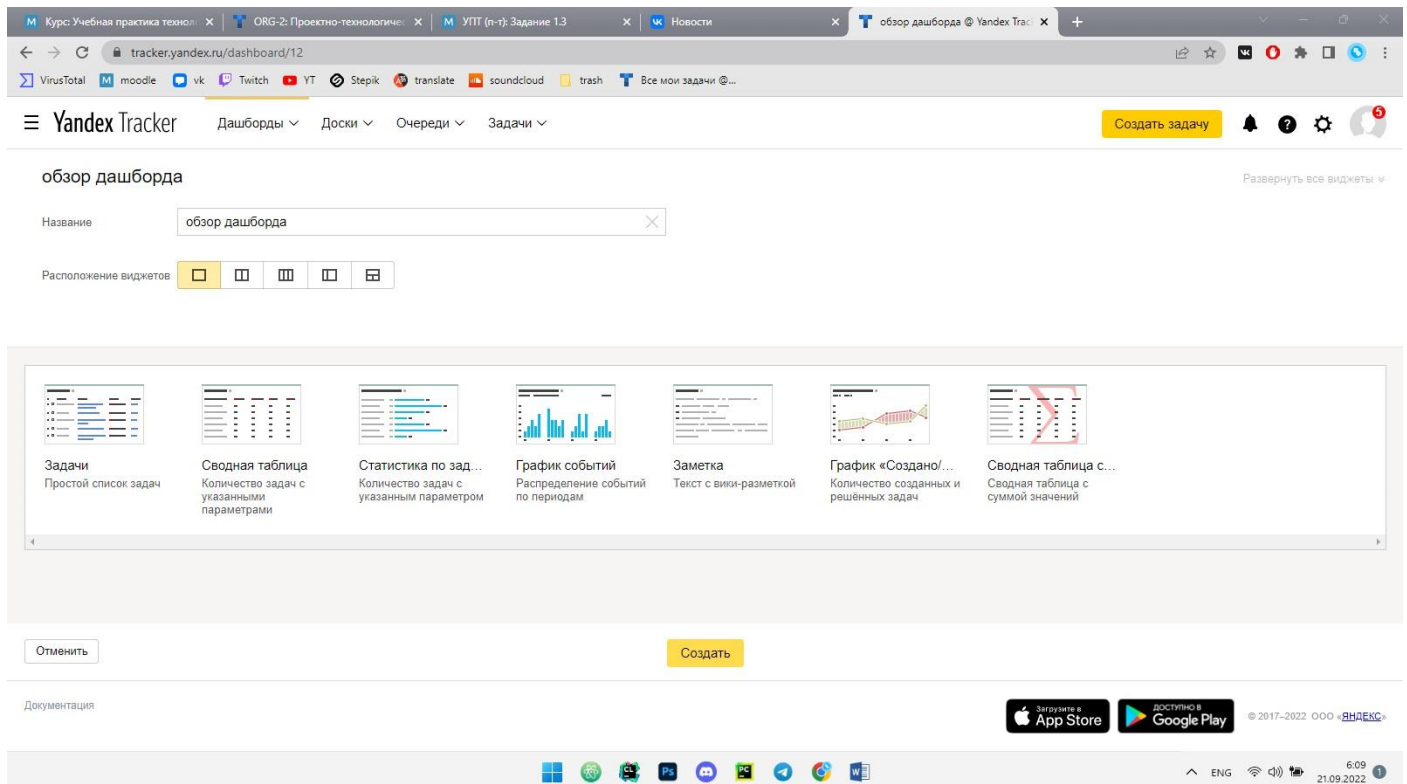 Курс: Учебная практика технол
ORG-2: Проектно-технологичес
УПТ (п-т): Задание 1.3
Новости
обзор дашборда @ Yandex Trac
tracker.yandex.ru/dashboard/12
VirusTotal
moodle
vk
Twitch
YT
Stepik
translate
soundcloud
trash
Все мои задачи @...
Yandex Tracker
Дашборды
Доски
Очереди
Задачи
Создать задачу
5
обзор дашборда
Развернуть все виджеты
Название
обзор дашборда
Расположение виджетов
Задачи
Простой список задач
Сводная таблица
Количество задач с
указанными
параметрами
Статистика по зад...
Количество задач с
указанным параметром
График событий
Распределение событий
по периодам
Заметка
Текст с вики-разметкой
График «Создано/...
Количество созданных и
решённых задач
Сводная таблица с...
Сводная таблица с
суммой значений
Отменить
Создать
Документация
Загрузите в
App Store
ДОСТУПНО В
Google Play
© 2017–2022 ООО «ЯНДЕКС»
ENG
6:09
21.09.2022
1